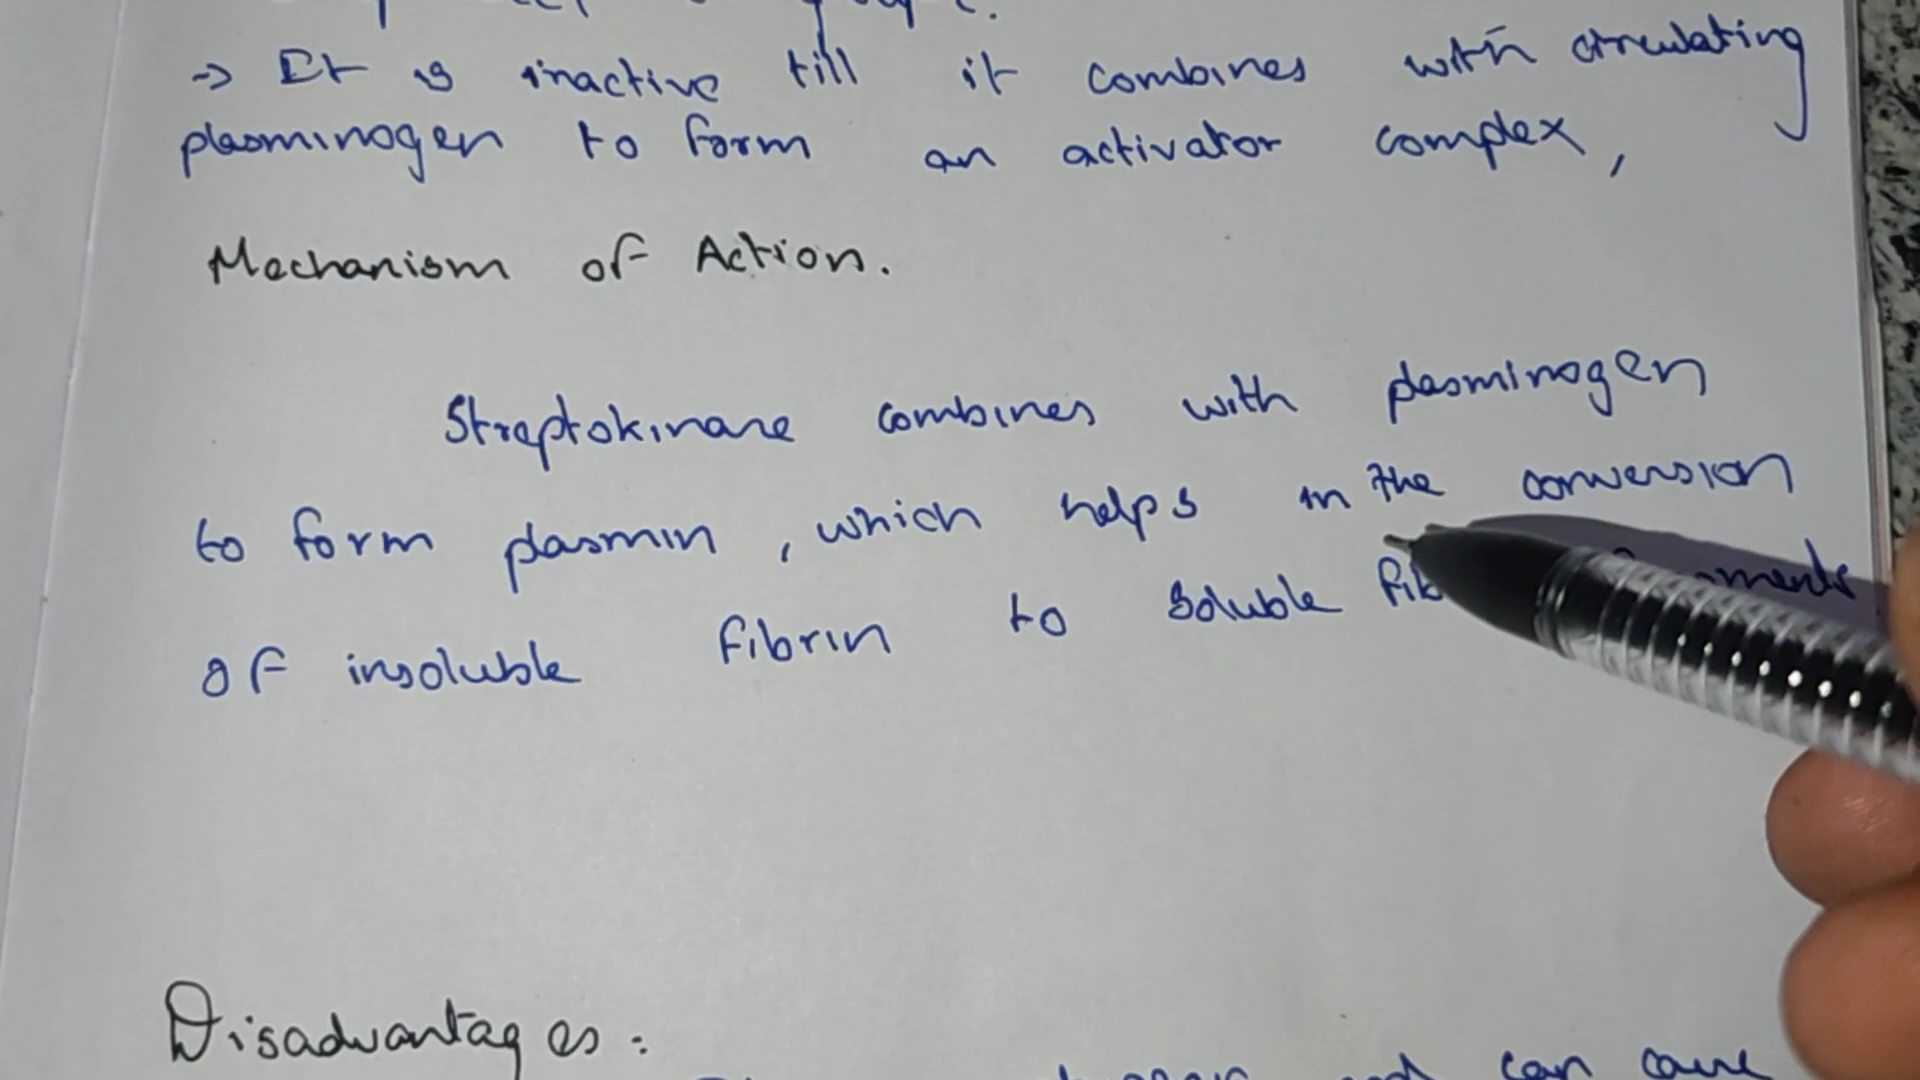 → It is inactive till it combines with circulating
plasminogen to form an activator complex,
Mechanism of Action.
Streptokinase combines with plasminogen
to form plasmin, which helps in the conversion
of insoluble fibrin to soluble
Disadvantages:
and can cause